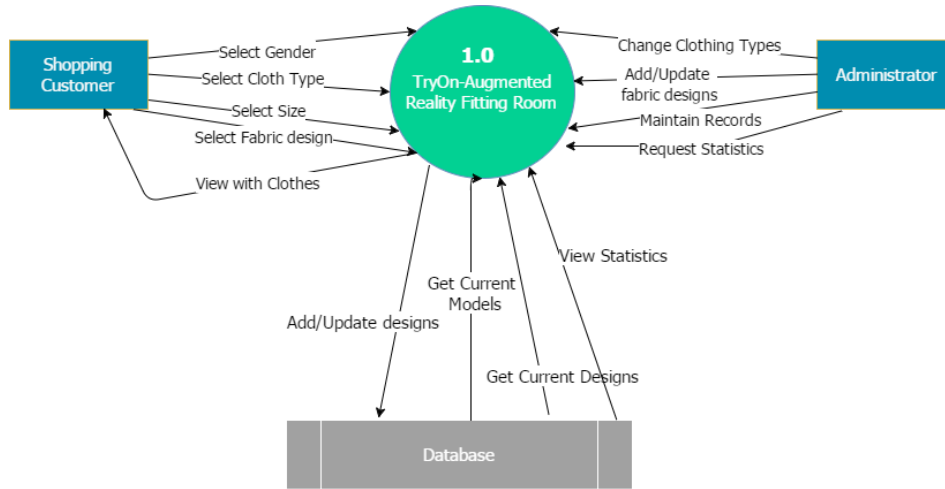 1.0
TryOn-Augmented
Reality Fitting Room
Shopping
Customer
Select Gender
Select Cloth Type
Select Size
Select Fabric design
View with Clothes
Change Clothing Types
Add/Update
fabric designs
Maintain Records
Request Statistics
Administrator
View Statistics
Get Current
Models
Add/Update designs
Get Current Designs
Database